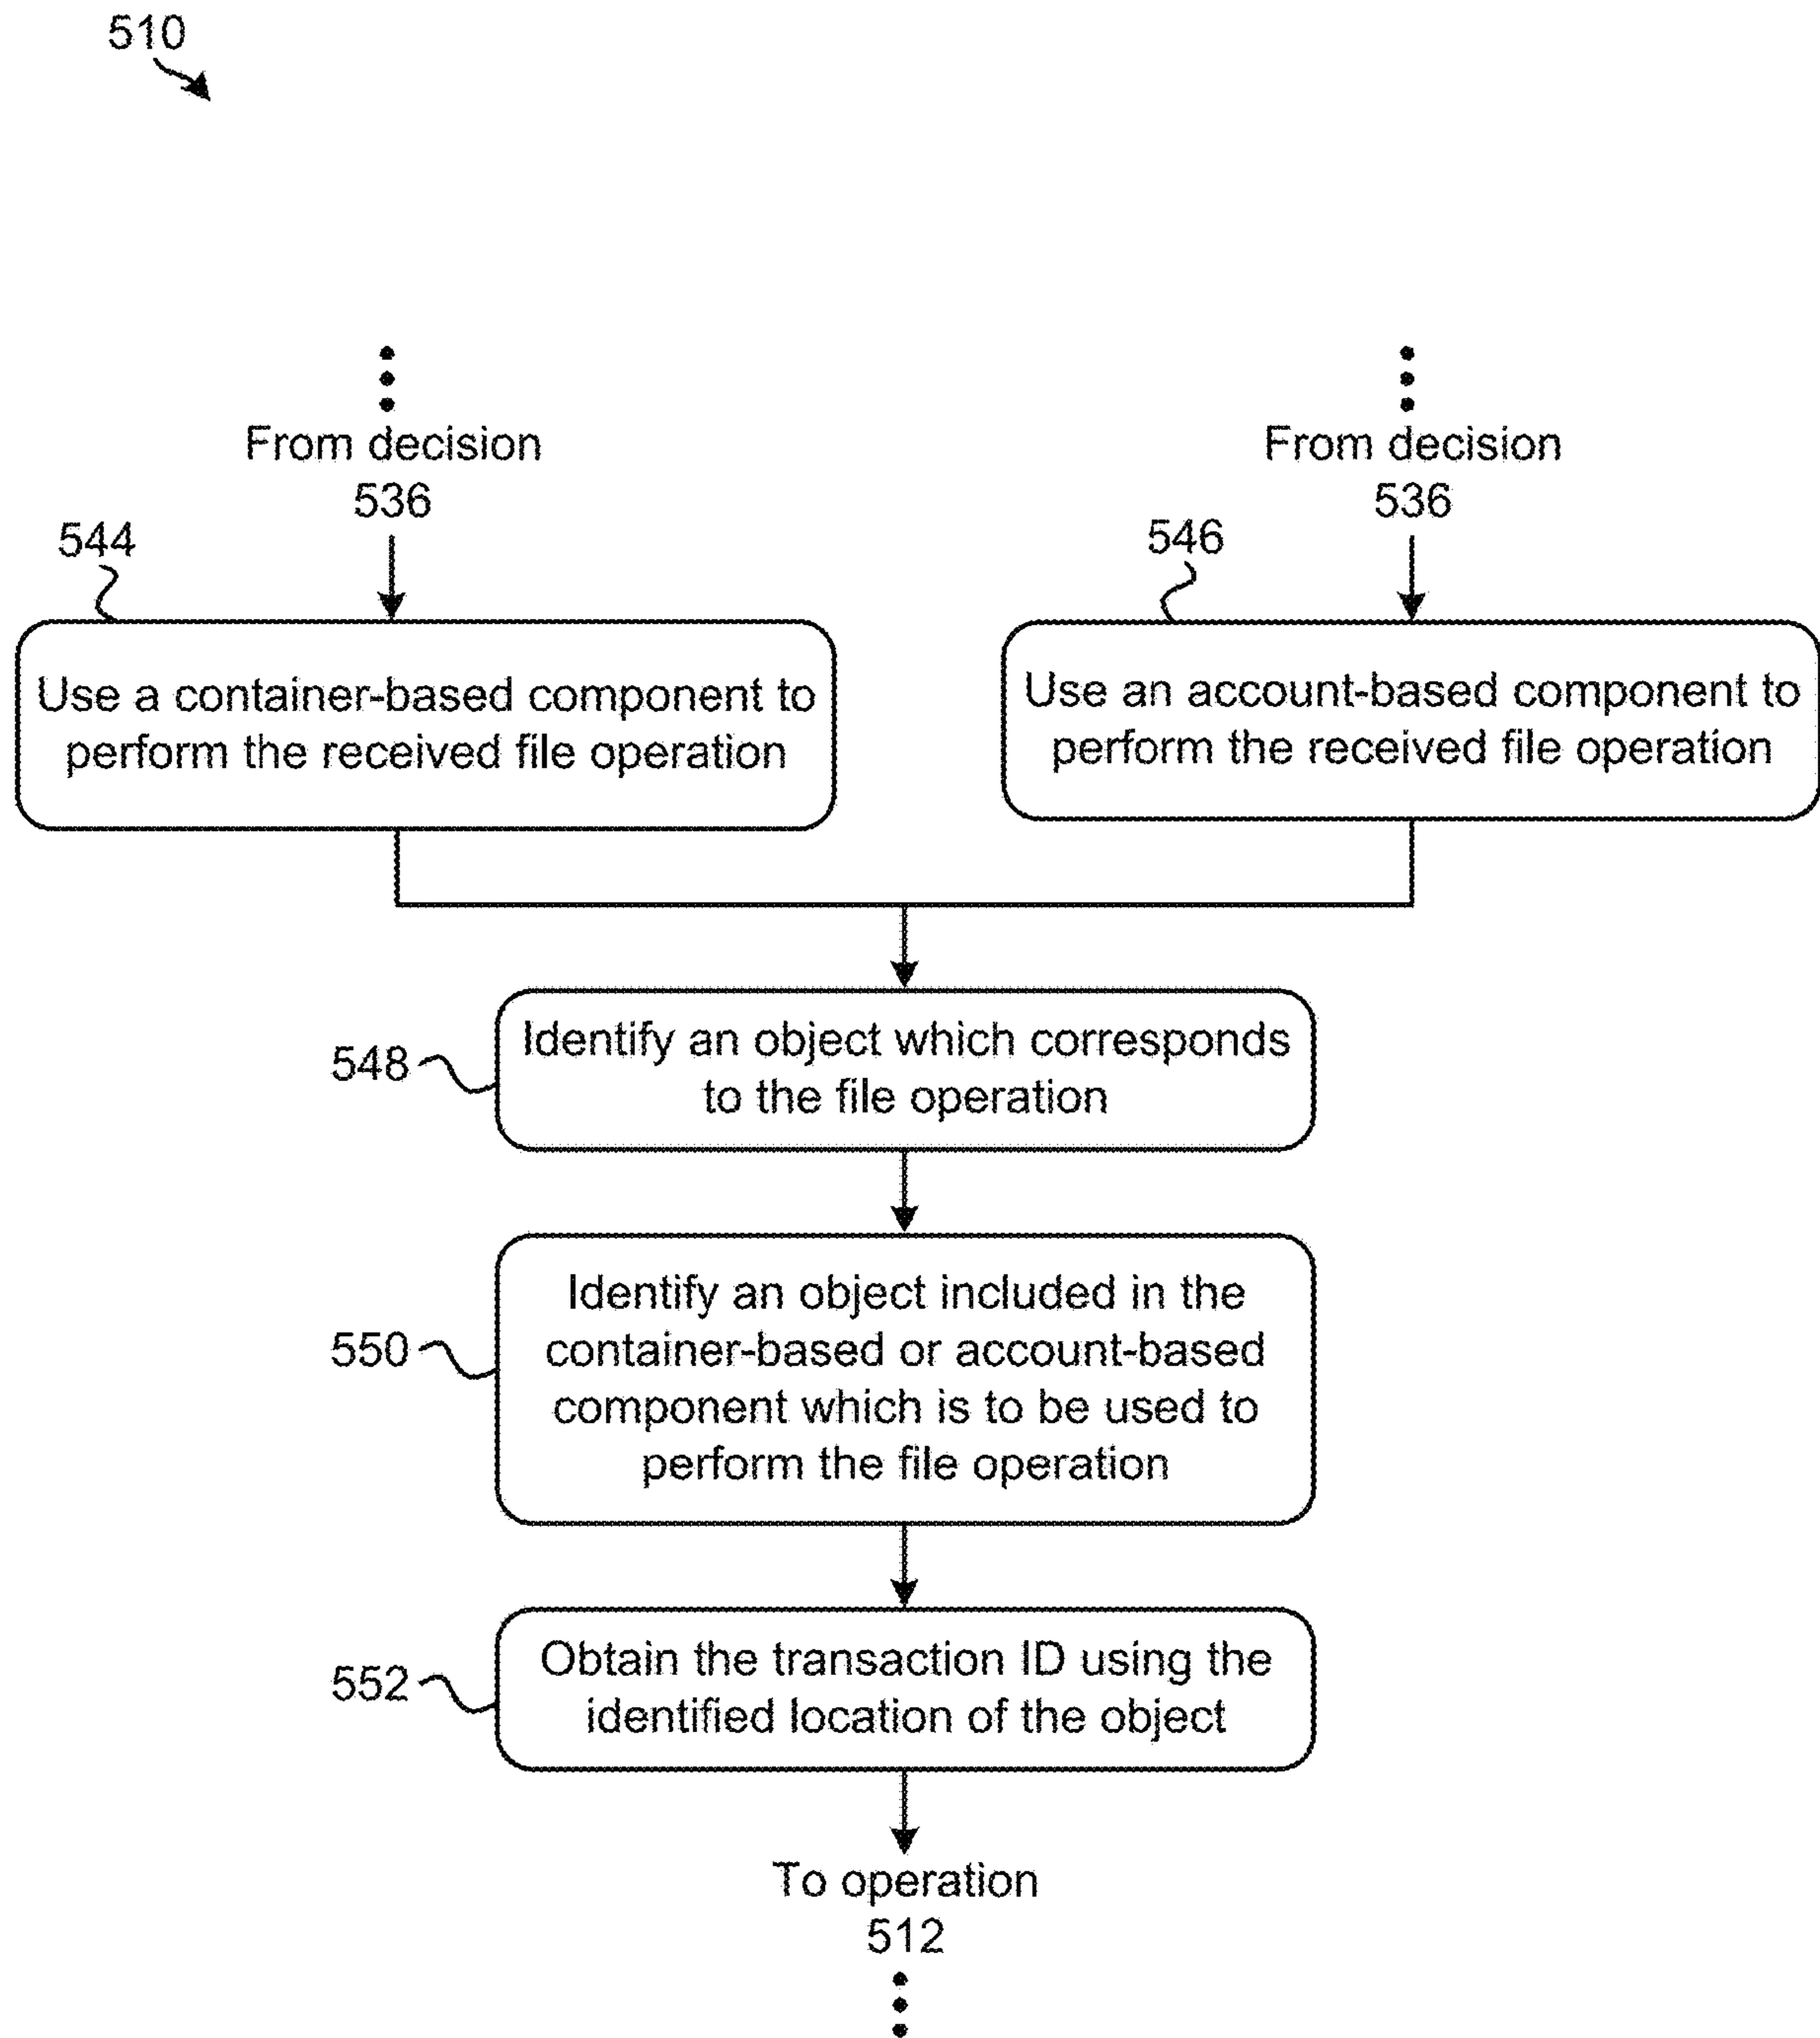 510
From decision
536
From decision
536
544
546
Use a container-based component to
perform the received file operation
Use an account-based component to
perform the received file operation
548
Identify an object which corresponds
to the file operation
550
Identify an object included in the
container-based or account-based
component which is to be used to
perform the file operation
552
Obtain the transaction ID using the
identified location of the object
To operation
512